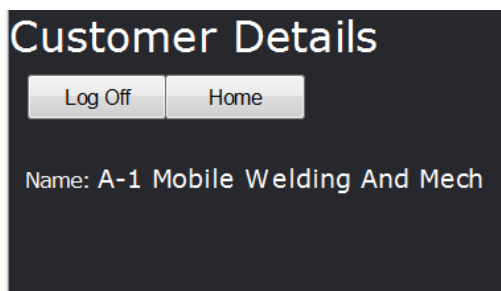 Customer Details
Log Off Home
Name: A-1 Mobile Welding And Mech